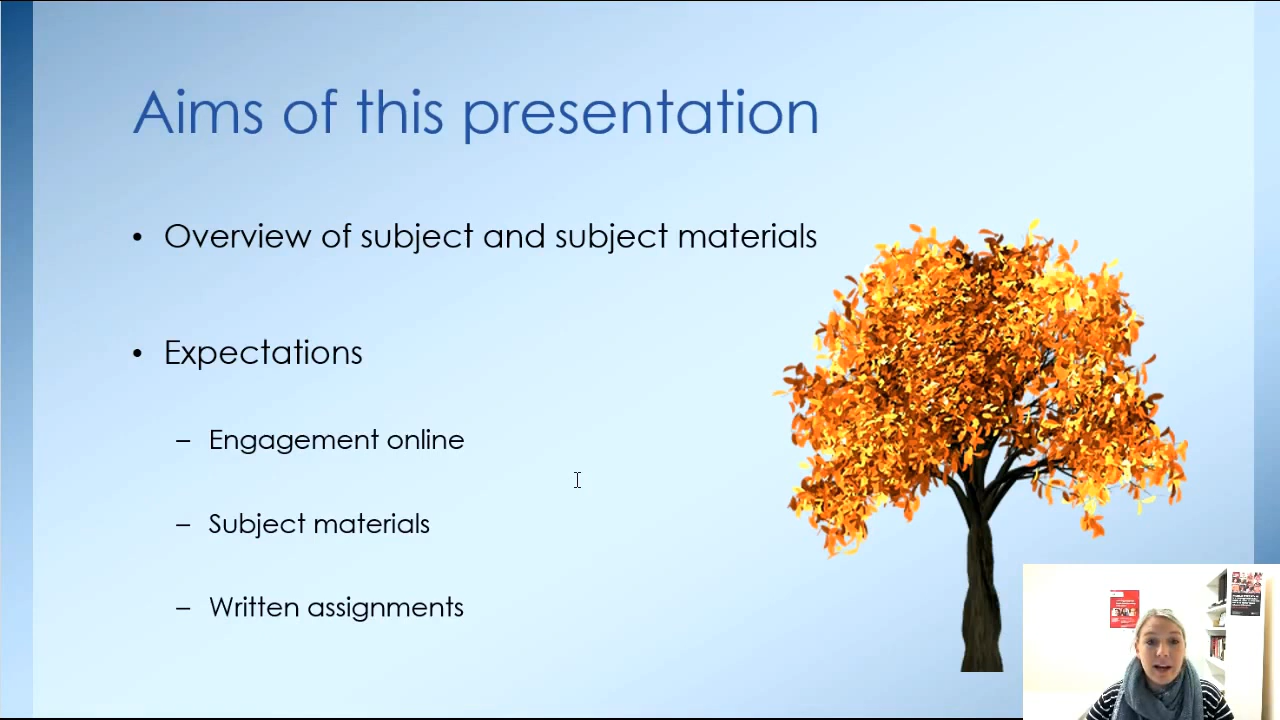 Aims of this presentation
• Overview of subject and subject materials
• Expectations
– Engagement online
– Subject materials
– Written assignments